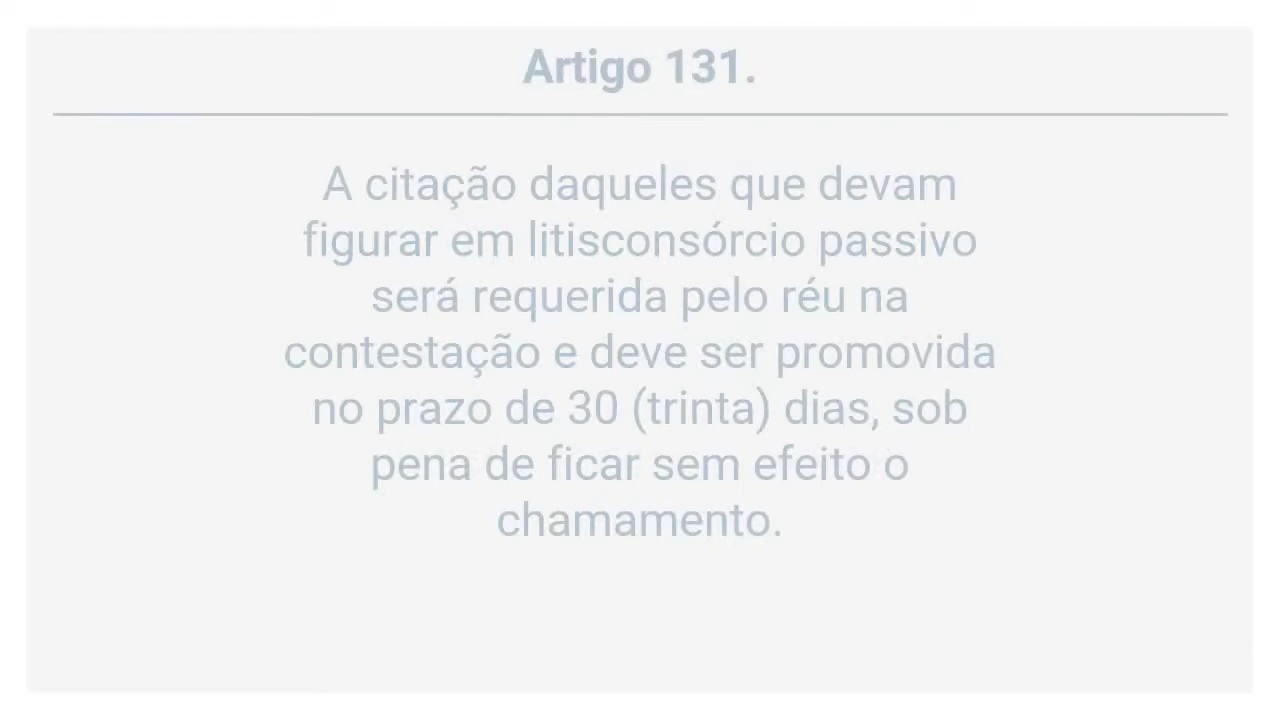 Artigo 131.
A citação daqueles que devam
figurar em litisconsórcio passivo
será requerida pelo réu na
contestação e deve ser promovida
no prazo de 30 (trinta) dias, sob
pena de ficar sem efeito o
chamamento.